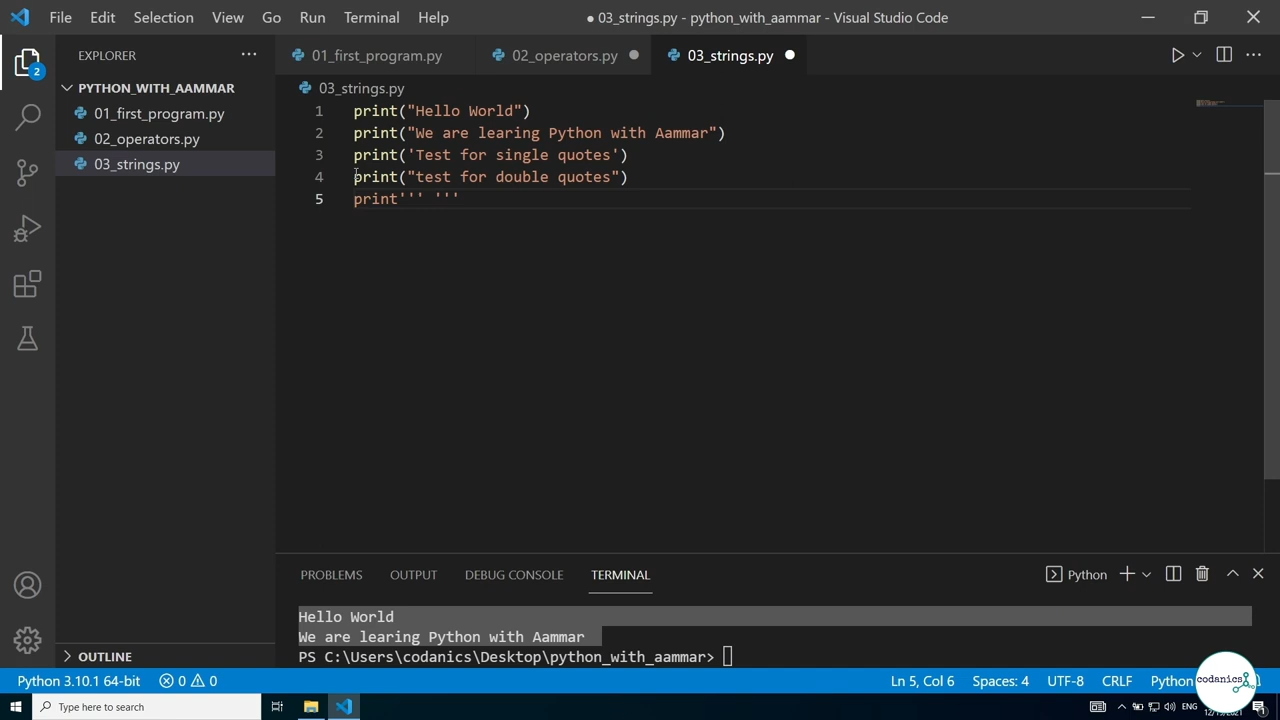 File Edit Selection View Go Run Terminal Help
● 03_strings.py - python_with_aammar - Visual Studio Code
EXPLORER
01_first_program.py
02_operators.py
03_strings.py
2
PYTHON_WITH_AAMMAR
01_first_program.py
02_operators.py
03_strings.py
03_strings.py
1 print("Hello World")
2 print("We are learing Python with Aammar")
3 print('Test for single quotes')
4 print("test for double quotes")
5 print''' '''
PROBLEMS OUTPUT DEBUG CONSOLE TERMINAL
Python
Hello World
We are learing Python with Aammar
PS C:\Users\codanics\Desktop\python_with_aammar>
OUTLINE
Python 3.10.1 64-bit 0 0
Ln 5, Col 6 Spaces: 4 UTF-8 CRLF Python
codanics
Type here to search
ENG